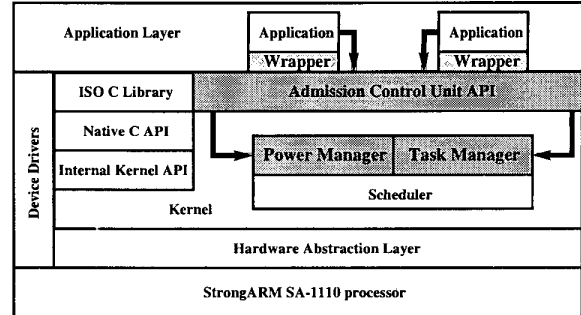 Application Layer
Application
Application
Wrapper
Wrapper
Device Drivers
ISO C Library
Admission Control Unit API
Native C API
Internal Kernel API
Power Manager
Task Manager
Scheduler
Kernel
Hardware Abstraction Layer
StrongARM SA-1110 processor